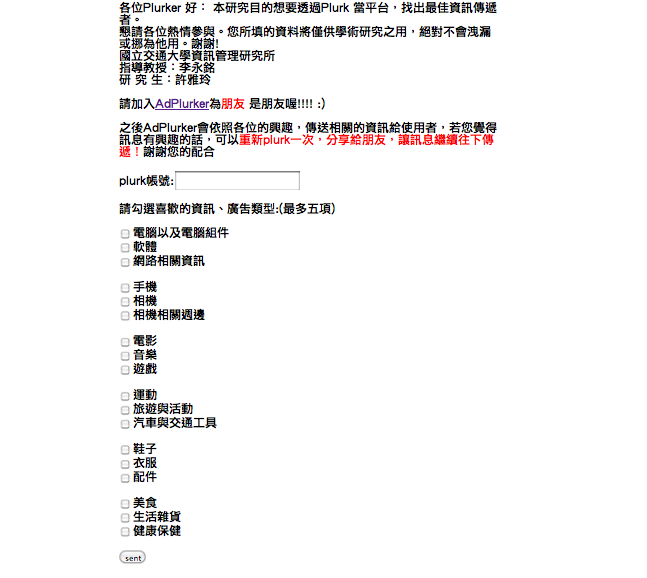 各位Plurker 好： 本研究目的想要透過Plurk 當平台，找出最佳資訊傳遞
者。
懇請各位熱情參與。您所填的資料將僅供學術研究之用，絕對不會洩漏
或挪為他用。謝謝!
國立交通大學資訊管理研究所
指導教授：李永銘
研 究 生：許雅玲
請加入AdPlurker為朋友 是朋友喔!!!! :)
之後AdPlurker會依照各位的興趣，傳送相關的資訊給使用者，若您覺得
訊息有興趣的話，可以重新plurk一次，分享給朋友，讓訊息繼續往下傳
遞！謝謝您的配合
plurk帳號:
請勾選喜歡的資訊、廣告類型:(最多五項)
電腦以及電腦組件
軟體
網路相關資訊
手機
相機
相機相關週邊
電影
音樂
遊戲
運動
旅遊與活動
汽車與交通工具
鞋子
衣服
配件
美食
生活雜貨
健康保健
sent